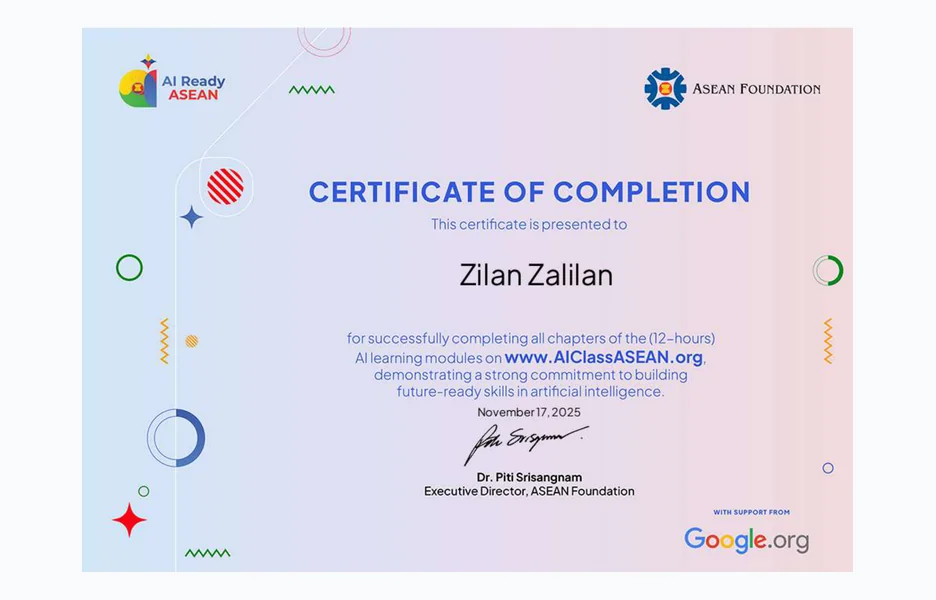 AI Ready
ASEAN
ASEAN FOUNDATION
CERTIFICATE OF COMPLETION
This certificate is presented to
Zilan Zalilan
for successfully completing all chapters of the (12-hours)
AI learning modules on www.AIClassASEAN.org,
demonstrating a strong commitment to building
future-ready skills in artificial intelligence.
November 17, 2025
Dr. Piti Srisangnam
Executive Director, ASEAN Foundation
WITH SUPPORT FROM
Google.org